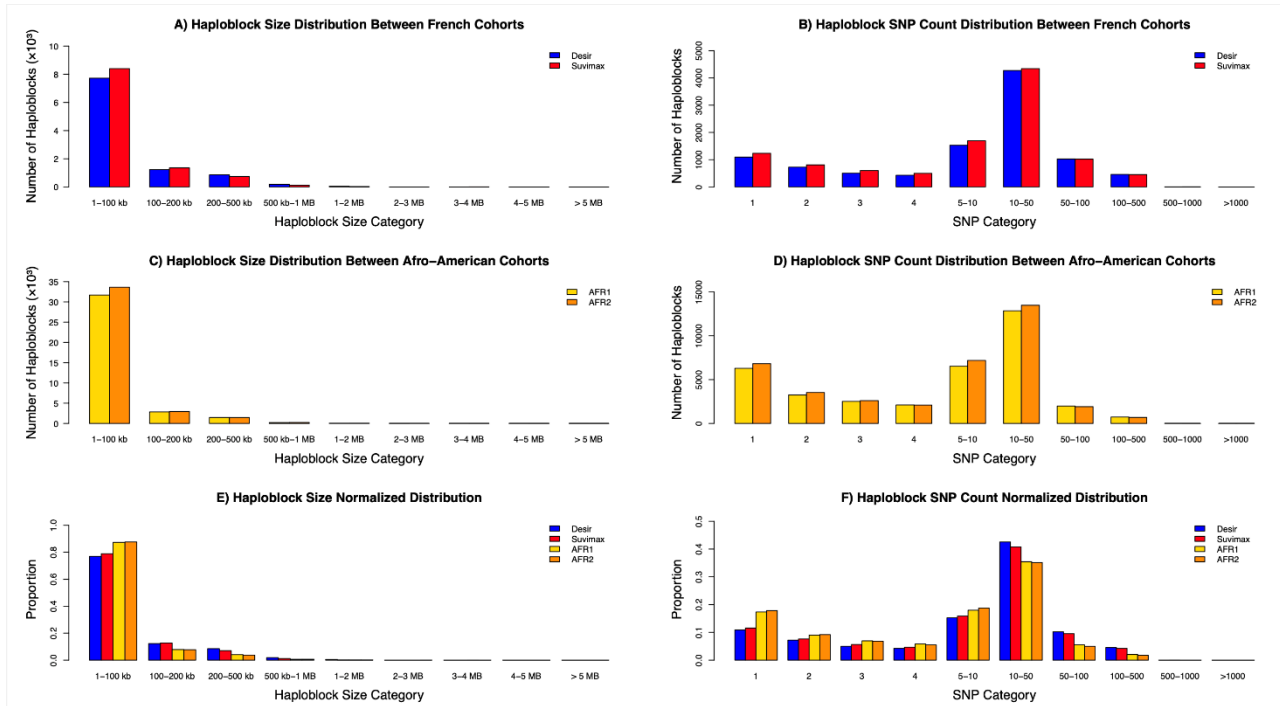 A) Haploblock Size Distribution Between French Cohorts
Number of Haploblocks (×10³)
10
8
6
4
2
0
Desir
Suvimax
1−100 kb 100−200 kb 200−500 kb 500 kb−1 MB 1−2 MB 2−3 MB 3−4 MB 4−5 MB > 5 MB
Haploblock Size Category
B) Haploblock SNP Count Distribution Between French Cohorts
Number of Haploblocks
5000
4000
3000
2000
1000
0
Desir
Suvimax
1 2 3 4 5−10 10−50 50−100 100−500 500−1000 >1000
SNP Category
C) Haploblock Size Distribution Between Afro−American Cohorts
Number of Haploblocks (×10³)
35
30
25
20
15
10
5
0
AFR1
AFR2
1−100 kb 100−200 kb 200−500 kb 500 kb−1 MB 1−2 MB 2−3 MB 3−4 MB 4−5 MB > 5 MB
Haploblock Size Category
D) Haploblock SNP Count Distribution Between Afro−American Cohorts
Number of Haploblocks
15000
10000
5000
0
AFR1
AFR2
1 2 3 4 5−10 10−50 50−100 100−500 500−1000 >1000
SNP Category
E) Haploblock Size Normalized Distribution
Proportion
1.0
0.8
0.6
0.4
0.2
0.0
Desir
Suvimax
AFR1
AFR2
1−100 kb 100−200 kb 200−500 kb 500 kb−1 MB 1−2 MB 2−3 MB 3−4 MB 4−5 MB > 5 MB
Haploblock Size Category
F) Haploblock SNP Count Normalized Distribution
Proportion
0.5
0.4
0.3
0.2
0.1
0.0
Desir
Suvimax
AFR1
AFR2
1 2 3 4 5−10 10−50 50−100 100−500 500−1000 >1000
SNP Category